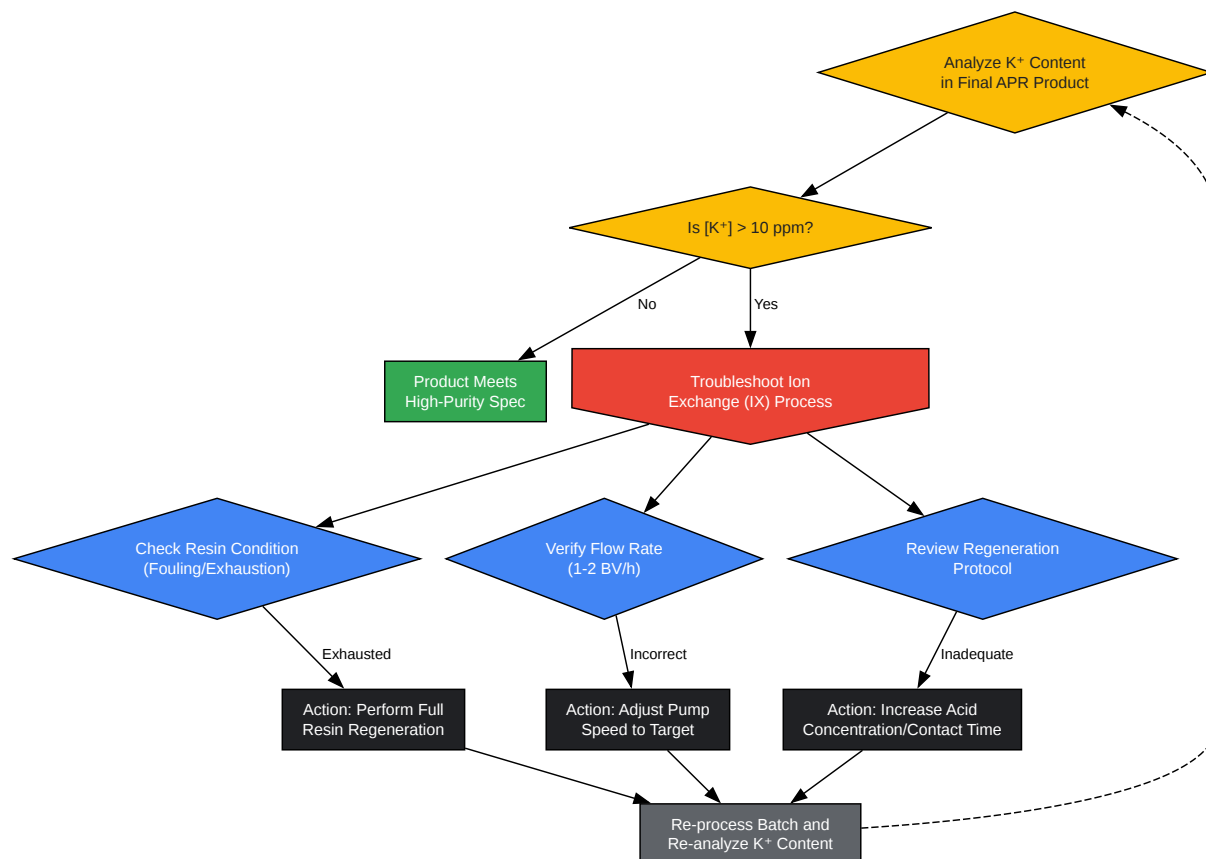 Analyze K⁺ Content
in Final APR Product
Is [K⁺] > 10 ppm?
No
Yes
Product Meets
High-Purity Spec
Troubleshoot Ion
Exchange (IX) Process
Check Resin Condition
(Fouling/Exhaustion)
Verify Flow Rate
(1-2 BV/h)
Review Regeneration
Protocol
Exhausted
Incorrect
Inadequate
Action: Perform Full
Resin Regeneration
Action: Adjust Pump
Speed to Target
Action: Increase Acid
Concentration/Contact Time
Re-process Batch and
Re-analyze K⁺ Content